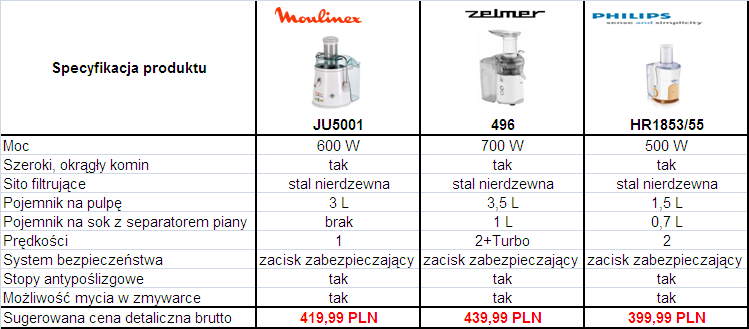 Specyfikacja produktu
Moulinex
zelmer
PHILIPS
sense and simplicity
JU5001
496
HR1853/55
Moc 600 W 700 W 500 W
Szeroki, okrągły komin tak tak tak
Sito filtrujące stal nierdzewna stal nierdzewna stal nierdzewna
Pojemnik na pulpę 3 L 3,5 L 1,5 L
Pojemnik na sok z separatorem piany brak 1 L 0,7 L
Prędkości 1 2+Turbo 2
System bezpieczeństwa zacisk zabezpieczający zacisk zabezpieczający zacisk zabezpieczający
Stopy antypoślizgowe tak tak tak
Możliwość mycia w zmywarce tak tak tak
Sugerowana cena detaliczna brutto 419,99 PLN 439,99 PLN 399,99 PLN